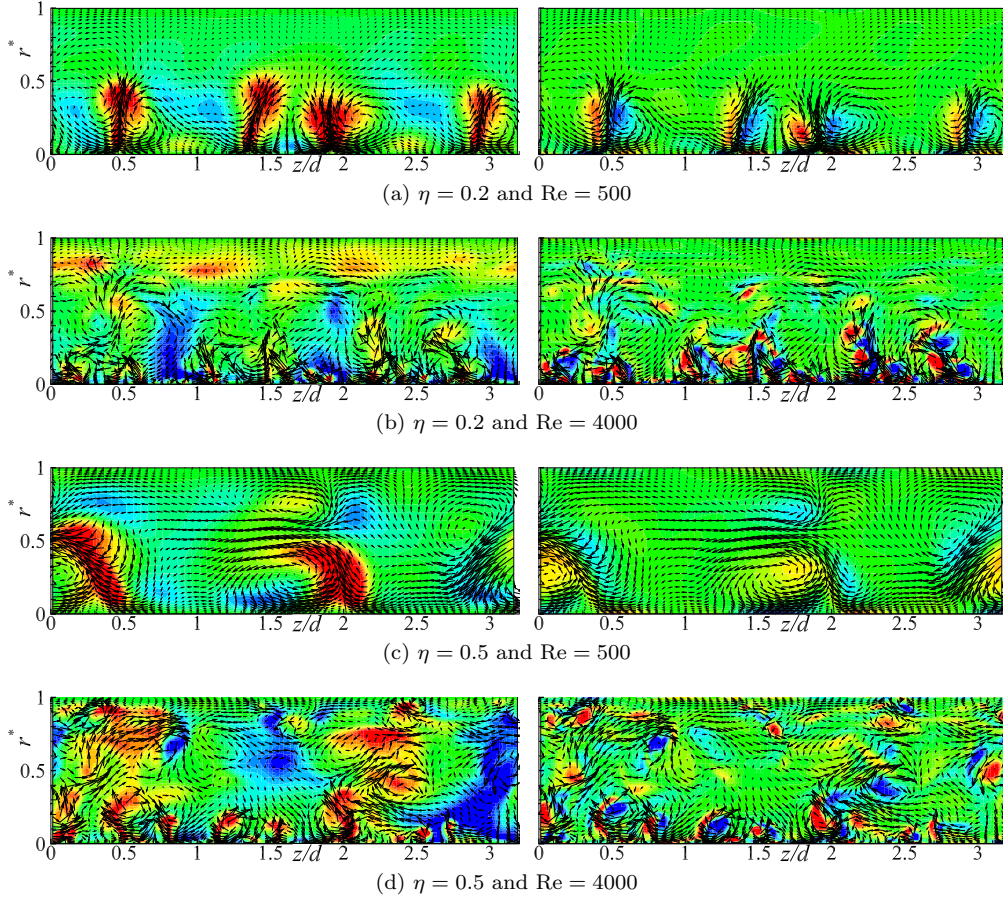 1
r*
0.5
0
0 0.5 1 1.5 z/d 2 2.5 3
0 0.5 1 1.5 z/d 2 2.5 3
(a) η = 0.2 and Re = 500
1
r*
0.5
0
0 0.5 1 1.5 z/d 2 2.5 3
0 0.5 1 1.5 z/d 2 2.5 3
(b) η = 0.2 and Re = 4000
1
r*
0.5
0
0 0.5 1 1.5 z/d 2 2.5 3
0 0.5 1 1.5 z/d 2 2.5 3
(c) η = 0.5 and Re = 500
1
r*
0.5
0
0 0.5 1 1.5 z/d 2 2.5 3
0 0.5 1 1.5 z/d 2 2.5 3
(d) η = 0.5 and Re = 4000